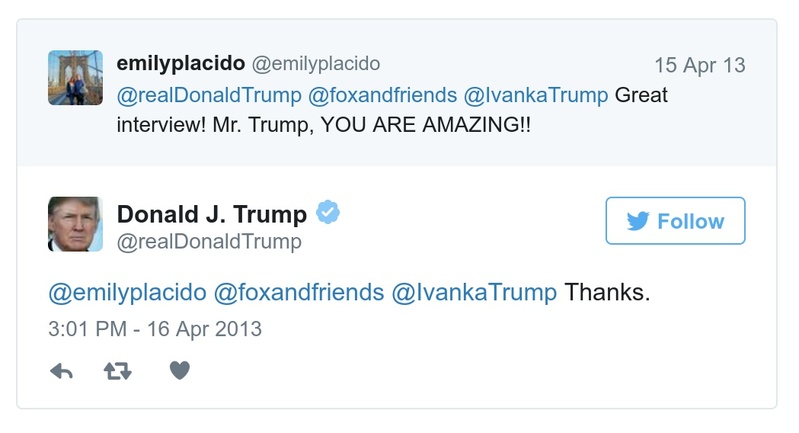 emilyplacido @emilyplacido 15 Apr 13
@realDonaldTrump @foxandfriends @IvankaTrump Great
interview! Mr. Trump, YOU ARE AMAZING!!
Donald J. Trump
Follow
@realDonaldTrump
@emilyplacido @foxandfriends @IvankaTrump Thanks.
3:01 PM - 16 Apr 2013